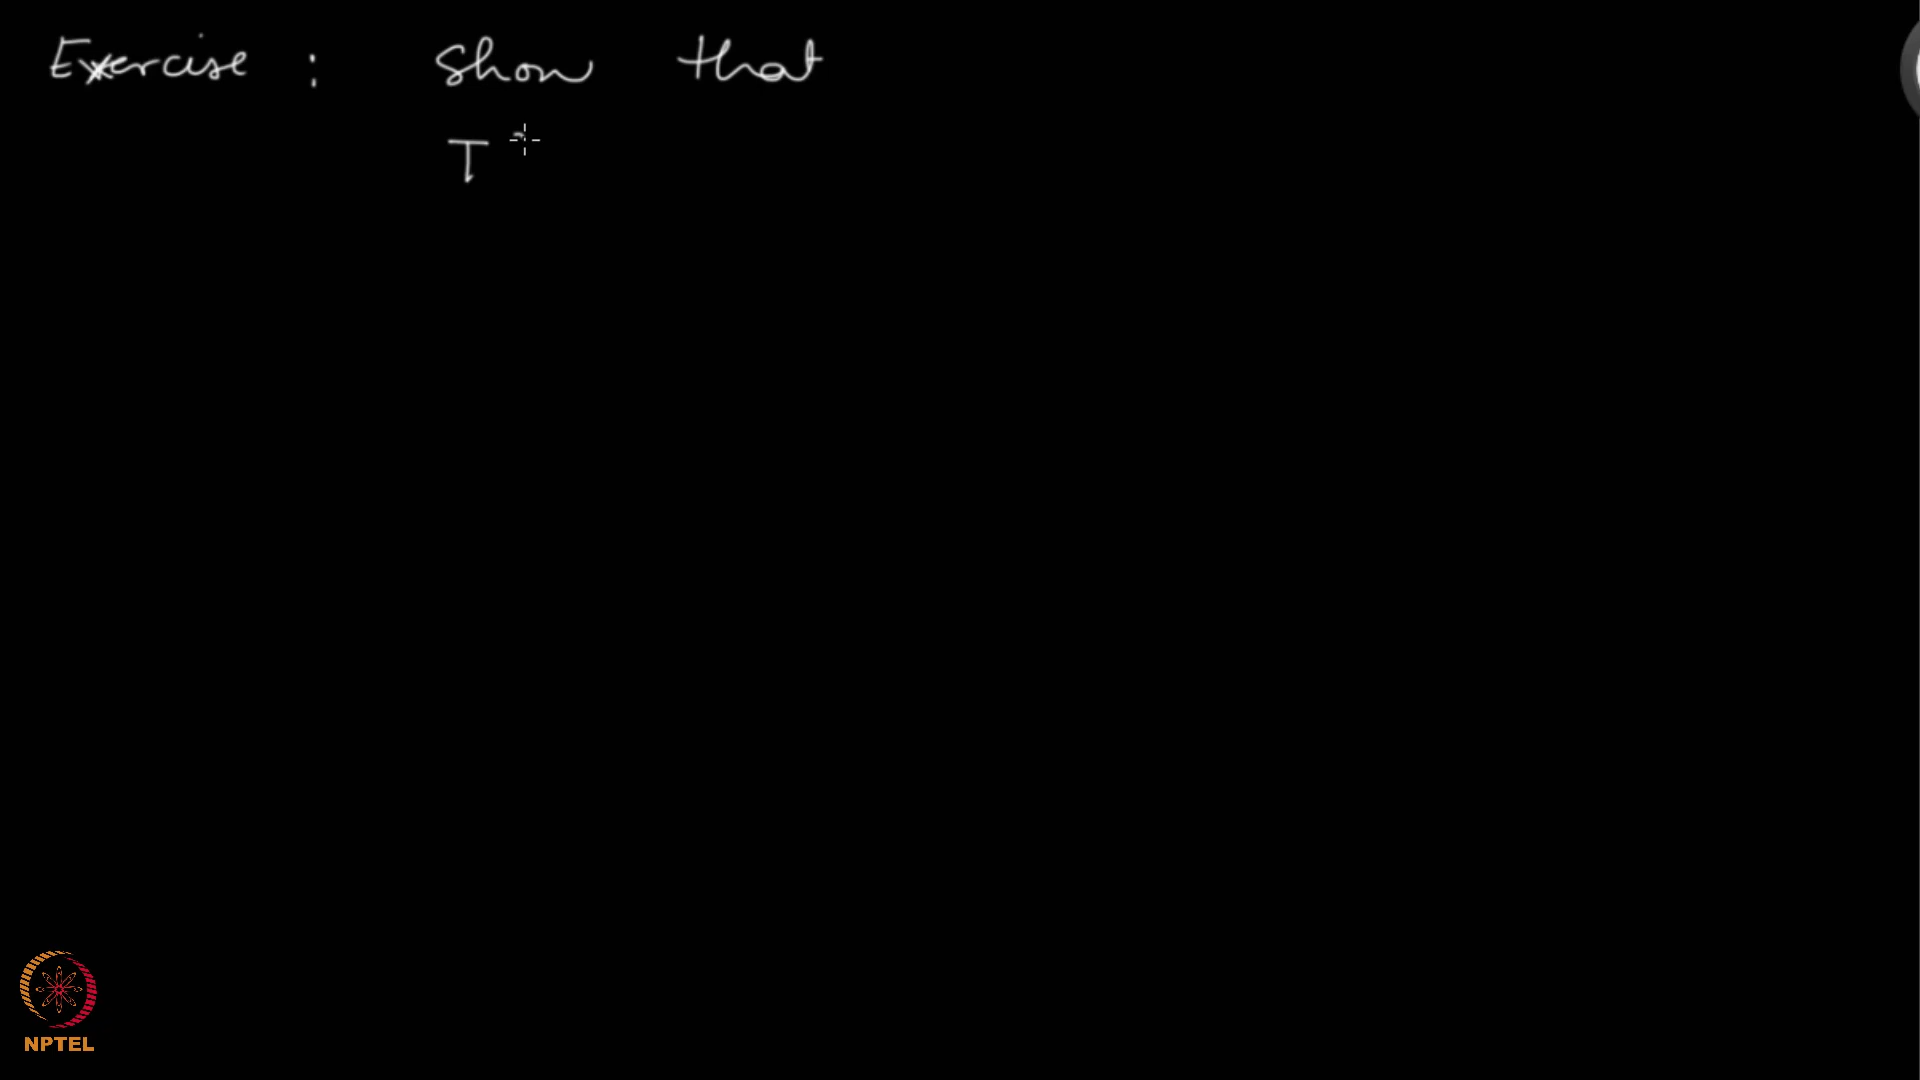 Exercise : Show that
T
NPTEL